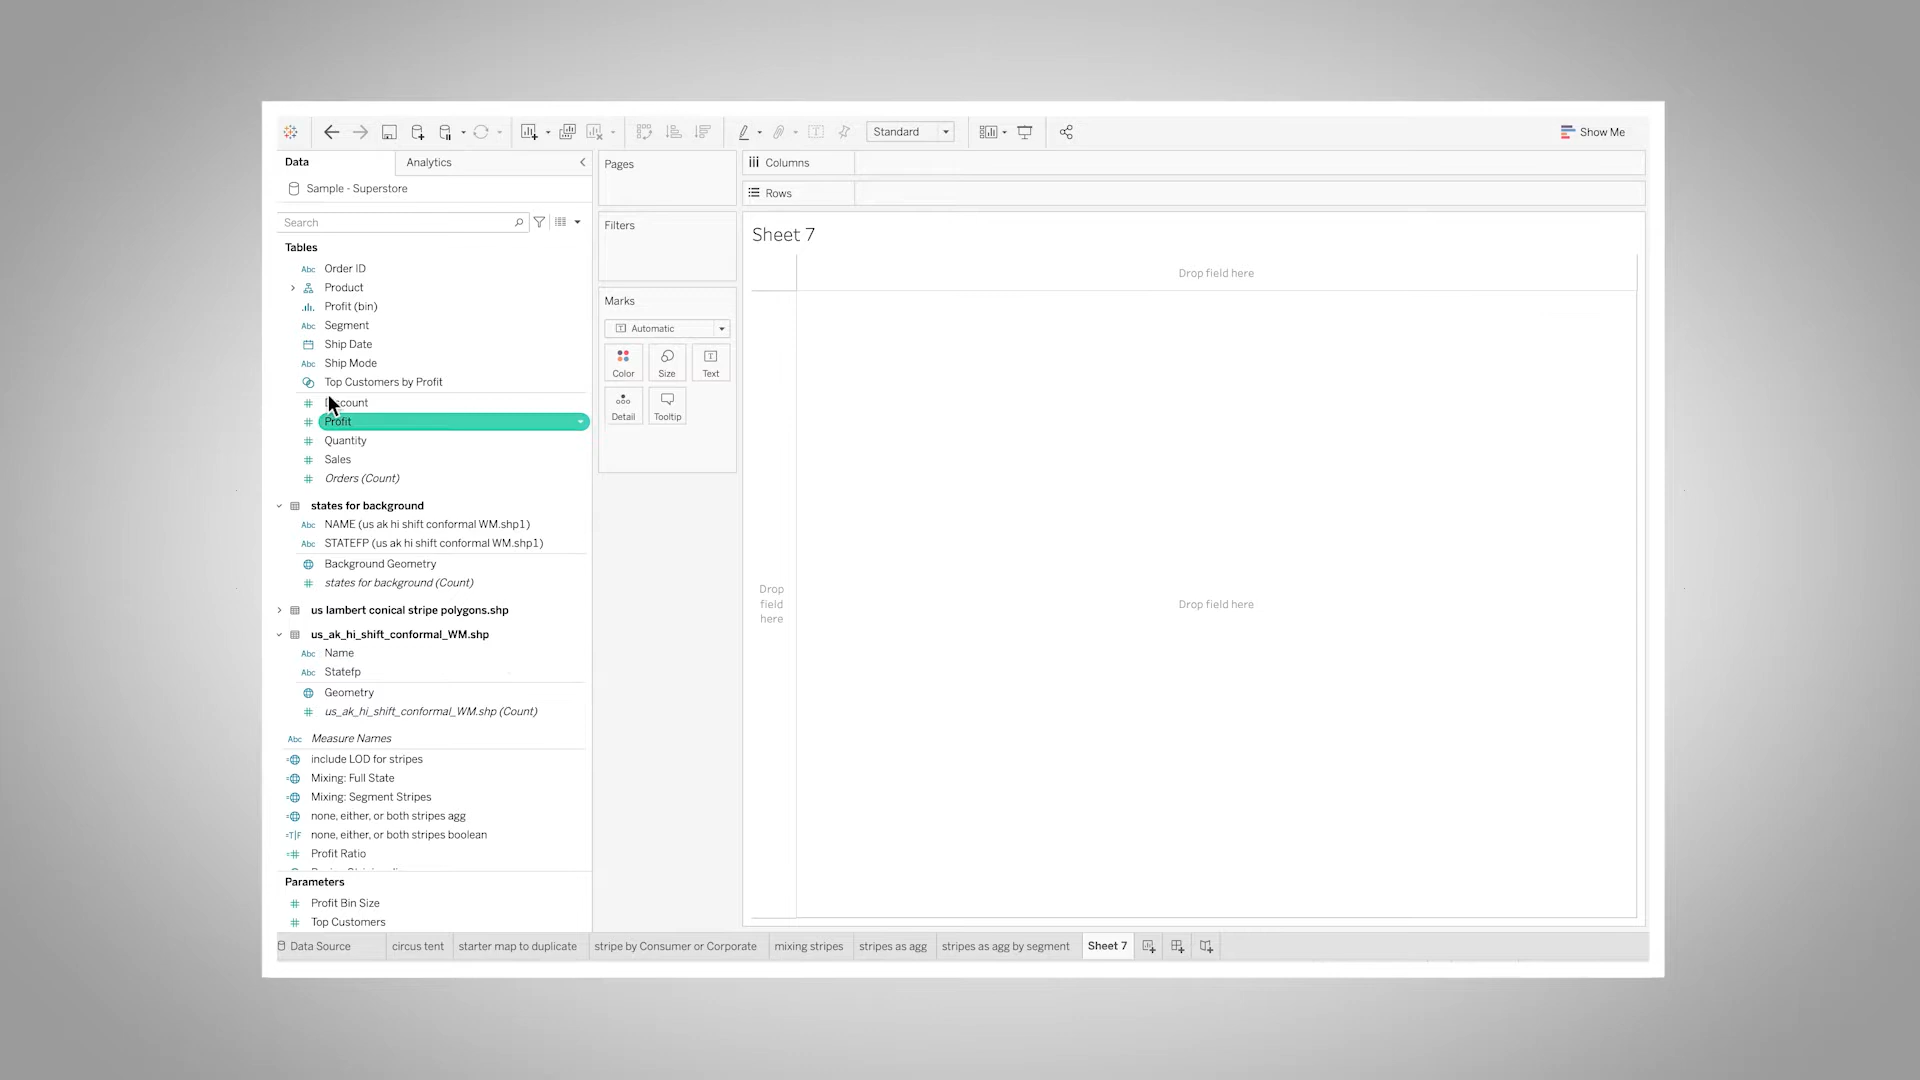 Standard
Show Me
Data
Analytics
Pages
Columns
Sample - Superstore
Rows
Search
Filters
Sheet 7
Tables
Order ID
Product
Profit (bin)
Segment
Ship Date
Ship Mode
Top Customers by Profit
Profit
Quantity
Sales
Orders (Count)
Marks
Automatic
Color
Size
Text
Detail
Tooltip
Drop field here
Drop
field
here
Drop field here
states for background
NAME (us ak hi shift conformal WM.shp1)
STATEFP (us ak hi shift conformal WM.shp1)
Background Geometry
states for background (Count)
us lambert conical stripe polygons.shp
us_ak_hi_shift_conformal_WM.shp
Name
Statefp
Geometry
us_ak_hi_shift_conformal_WM.shp (Count)
Measure Names
include LOD for stripes
Mixing: Full State
Mixing: Segment Stripes
none, either, or both stripes agg
none, either, or both stripes boolean
Profit Ratio
Parameters
Profit Bin Size
Top Customers
Data Source
circus tent
starter map to duplicate
stripe by Consumer or Corporate
mixing stripes
stripes as agg
stripes as agg by segment
Sheet 7